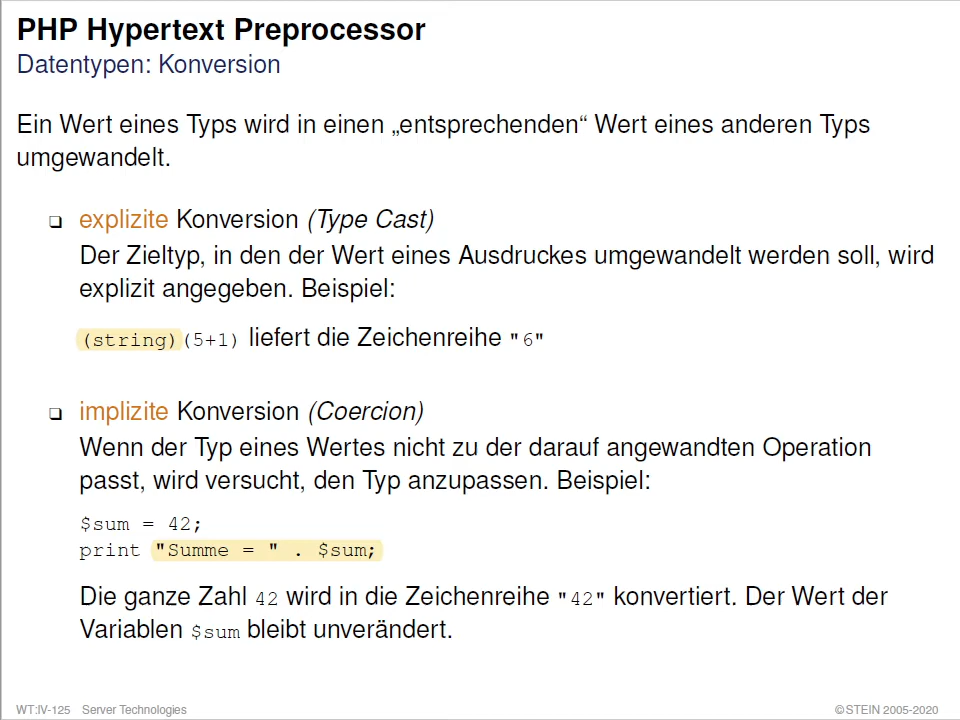 PHP Hypertext Preprocessor
Datentypen: Konversion
Ein Wert eines Typs wird in einen „entsprechenden“ Wert eines anderen Typs
umgewandelt.
❑ explizite Konversion (Type Cast)
Der Zieltyp, in den der Wert eines Ausdruckes umgewandelt werden soll, wird
explizit angegeben. Beispiel:
(string)(5+1) liefert die Zeichenreihe "6"
❑ implizite Konversion (Coercion)
Wenn der Typ eines Wertes nicht zu der darauf angewandten Operation
passt, wird versucht, den Typ anzupassen. Beispiel:
$sum = 42;
print "Summe = " . $sum;
Die ganze Zahl 42 wird in die Zeichenreihe "42" konvertiert. Der Wert der
Variablen $sum bleibt unverändert.
WT:IV-125 Server Technologies ©STEIN 2005-2020